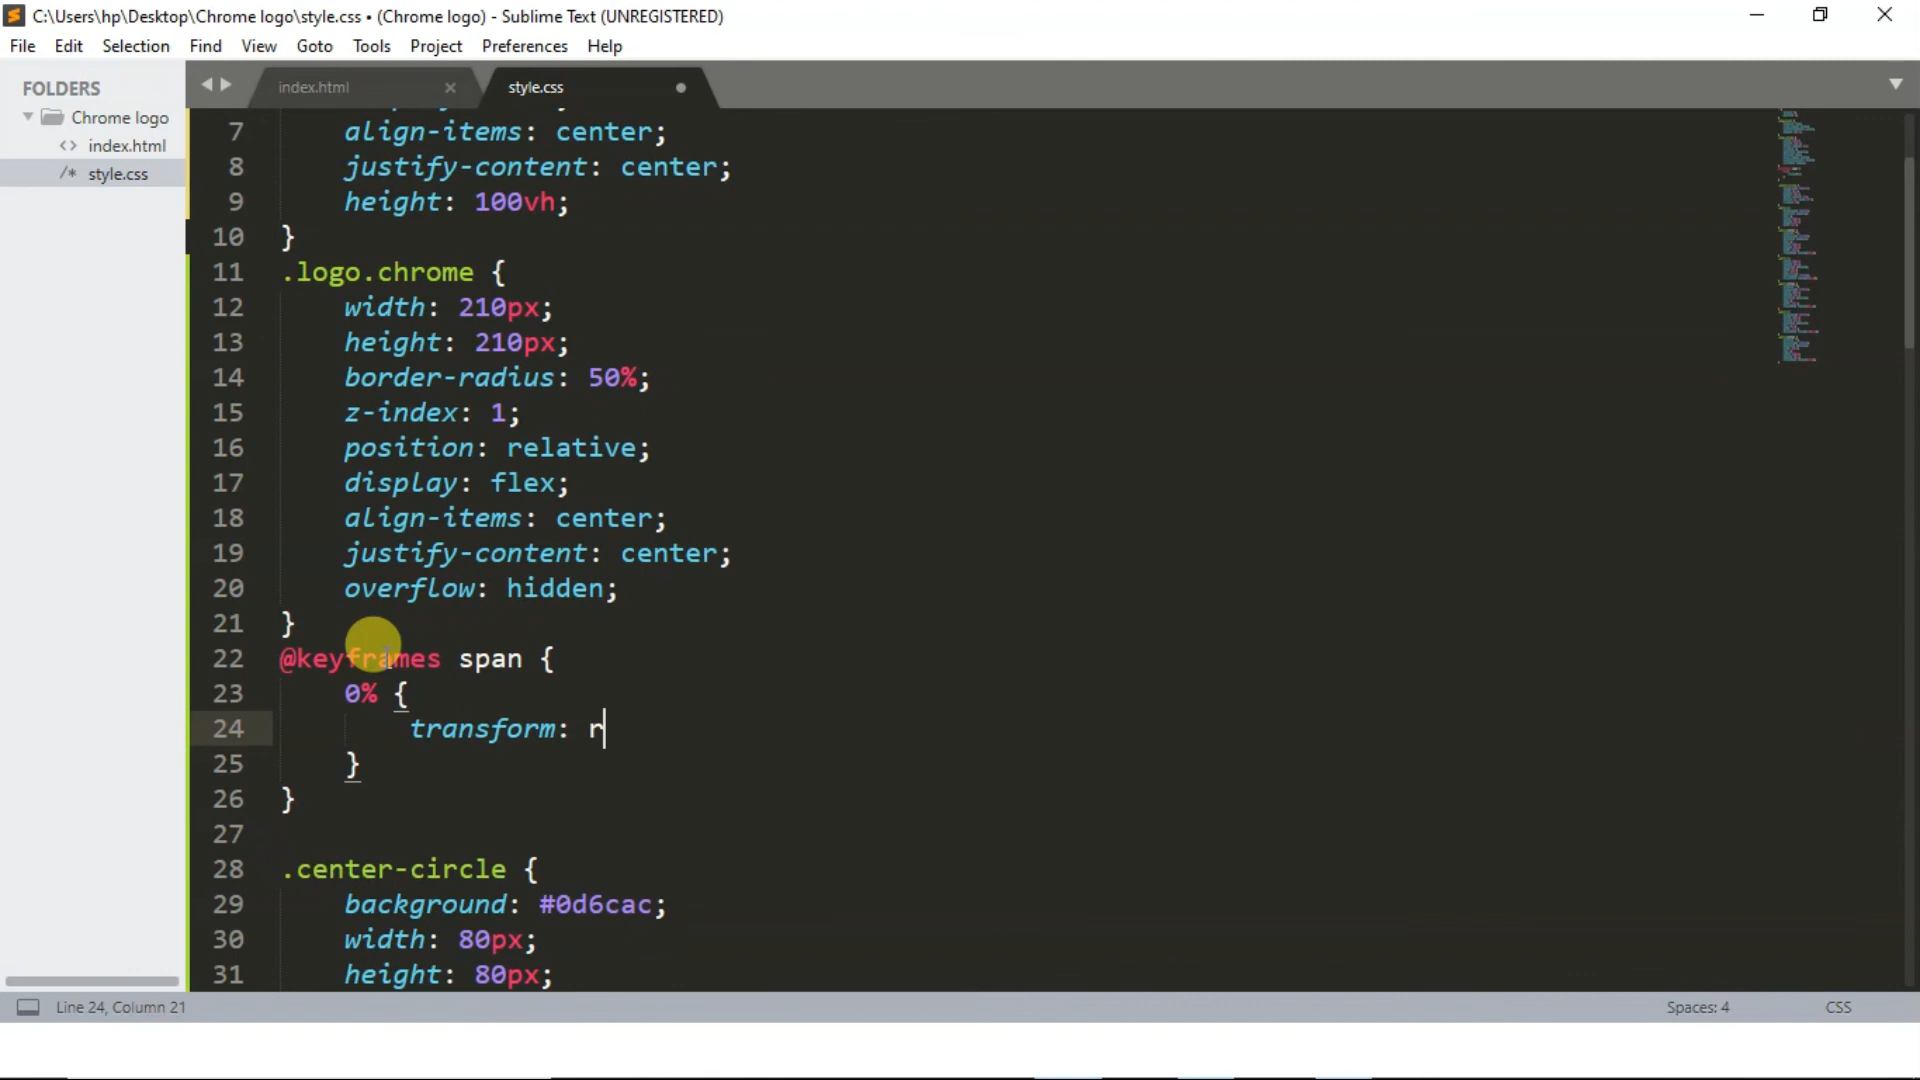 C:\Users\hp\Desktop\Chrome logo\style.css • (Chrome logo) - Sublime Text (UNREGISTERED)
File Edit Selection Find View Goto Tools Project Preferences Help
FOLDERS
Chrome logo
<> index.html
/* style.css
index.html × style.css
7 align-items: center;
8 justify-content: center;
9 height: 100vh;
10 }
11 .logo.chrome {
12 width: 210px;
13 height: 210px;
14 border-radius: 50%;
15 z-index: 1;
16 position: relative;
17 display: flex;
18 align-items: center;
19 justify-content: center;
20 overflow: hidden;
21 }
22 @keyframes span {
23 0% {
24 transform: r
25 }
26 }
27
28 .center-circle {
29 background: #0d6cac;
30 width: 80px;
31 height: 80px;
Line 24, Column 21 Spaces: 4 CSS